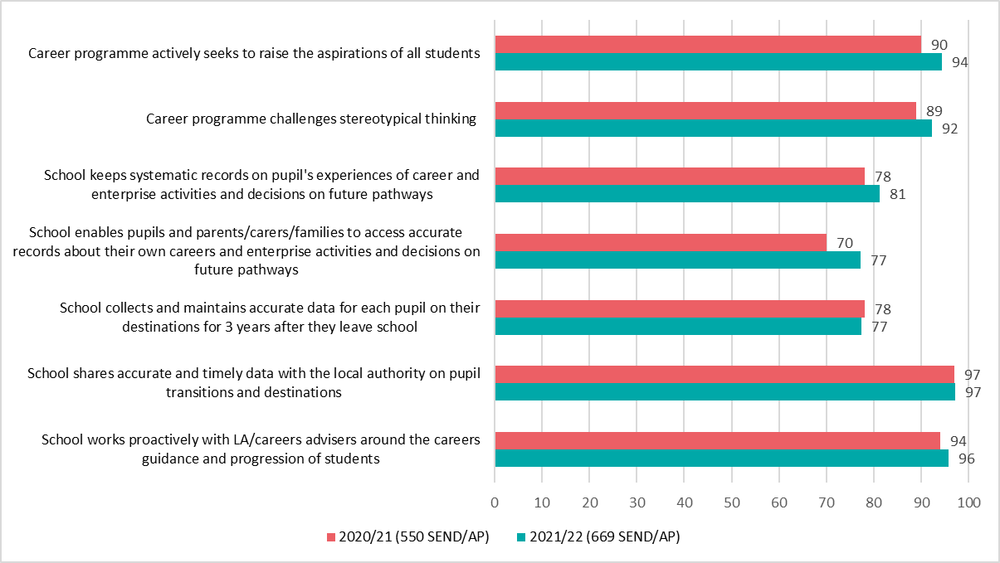 Career programme actively seeks to raise the aspirations of all students
90
94
Career programme challenges stereotypical thinking
89
92
School keeps systematic records on pupil's experiences of career and
enterprise activities and decisions on future pathways
78
81
School enables pupils and parents/carers/families to access accurate
records about their own careers and enterprise activities and decisions on
future pathways
70
77
School collects and maintains accurate data for each pupil on their
destinations for 3 years after they leave school
78
77
School shares accurate and timely data with the local authority on pupil
transitions and destinations
97
97
School works proactively with LA/careers advisers around the careers
guidance and progression of students
94
96
0 10 20 30 40 50 60 70 80 90 100
2020/21 (550 SEND/AP) 2021/22 (669 SEND/AP)